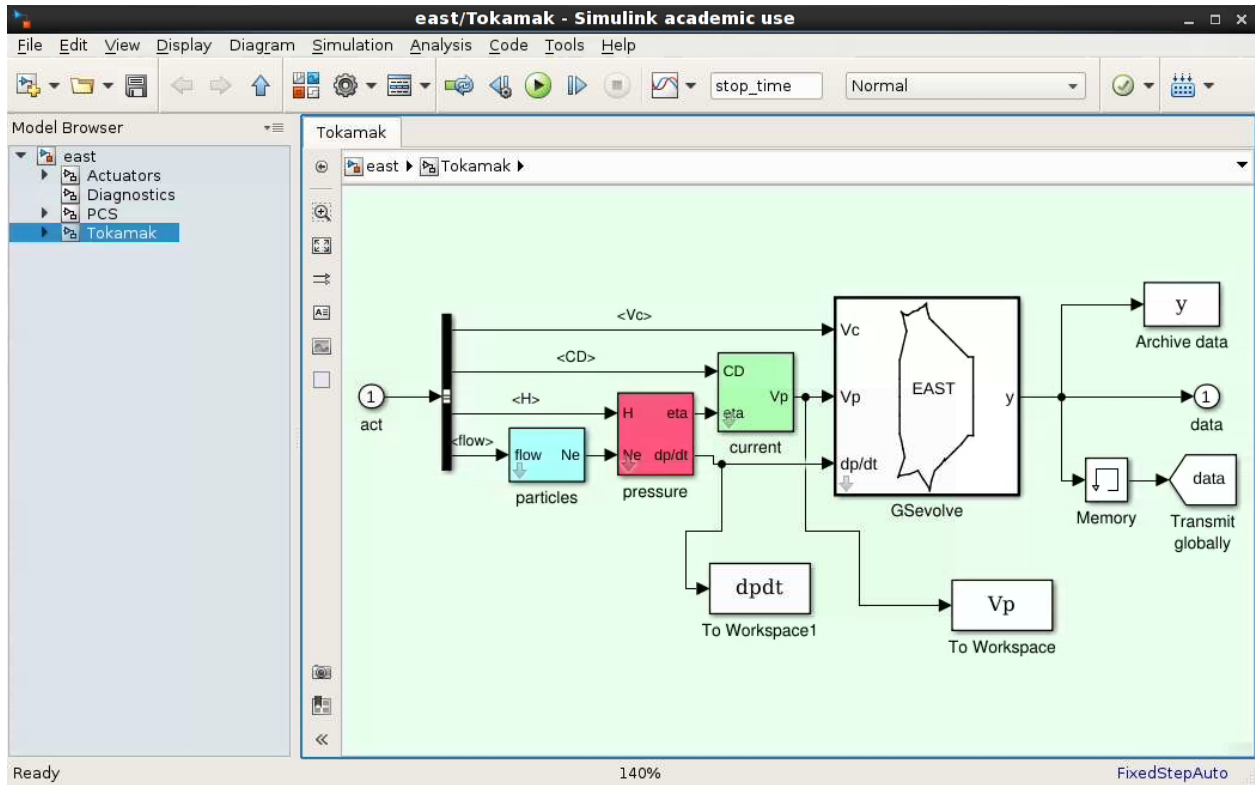 east/Tokamak - Simulink academic use
File Edit View Display Diagram Simulation Analysis Code Tools Help
stop_time
Normal
Model Browser
east
Actuators
Diagnostics
PCS
Tokamak
Tokamak
east Tokamak
<Vc>
<CD>
<H>
<flow>
1
act
flow Ne
particles
H eta
Ne dp/dt
pressure
CD
Vp
eta
current
Vc
Vp
dp/dt
EAST
y
GSevolve
y
Archive data
1
data
Memory
data
Transmit
globally
dpdt
To Workspace1
Vp
To Workspace
Ready
140%
FixedStepAuto